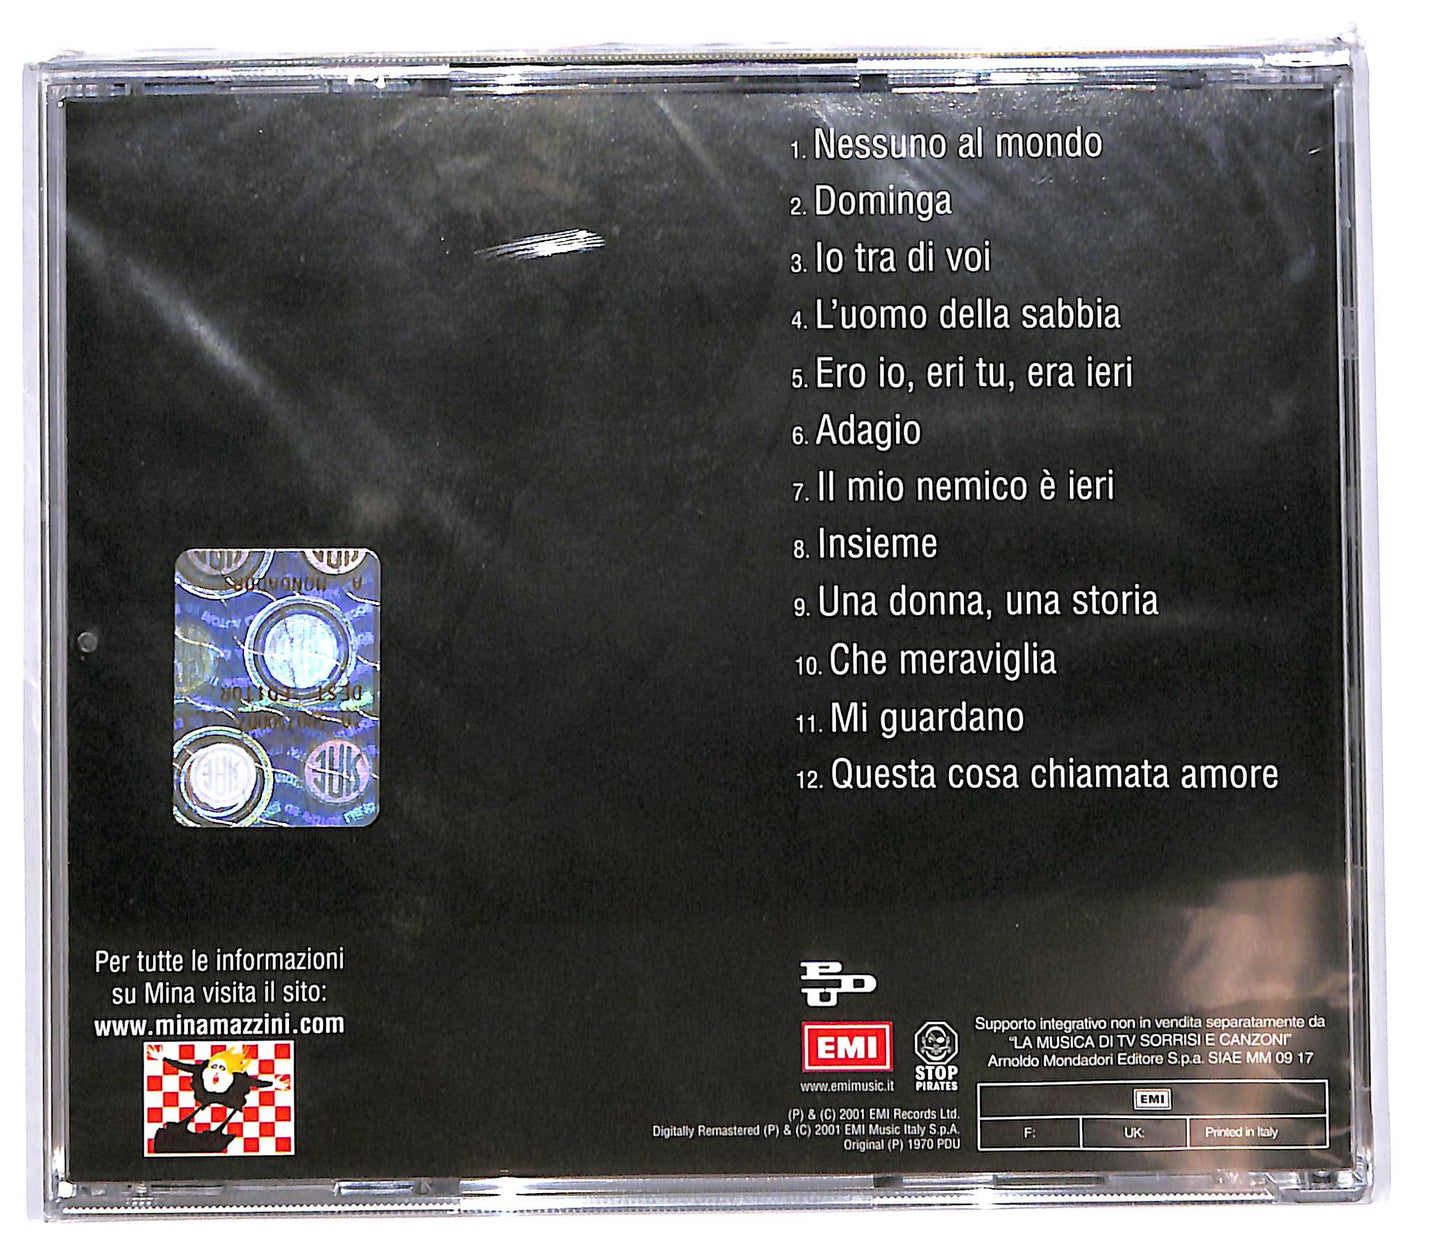 1. Nessuno al mondo
2. Dominga
3. Io tra di voi
4. L'uomo della sabbia
5. Ero io, eri tu, era ieri
6. Adagio
7. Il mio nemico è ieri
8. Insieme
9. Una donna, una storia
10. Che meraviglia
11. Mi guardano
12. Questa cosa chiamata amore
Per tutte le informazioni
su Mina visita il sito:
www.minamazzini.com
PDU
EMI
www.emimusic.it
STOP
PIRATES
Supporto integrativo non in vendita separatamente da
"LA MUSICA DI TV SORRISI E CANZONI"
Arnoldo Mondadori Editore S.p.a. SIAE MM 09 17
EMI
F:
UK:
Printed in Italy
(P) & (C) 2001 EMI Records Ltd.
Digitally Remastered (P) & (C) 2001 EMI Music Italy S.p.A.
Original (P) 1970 PDU